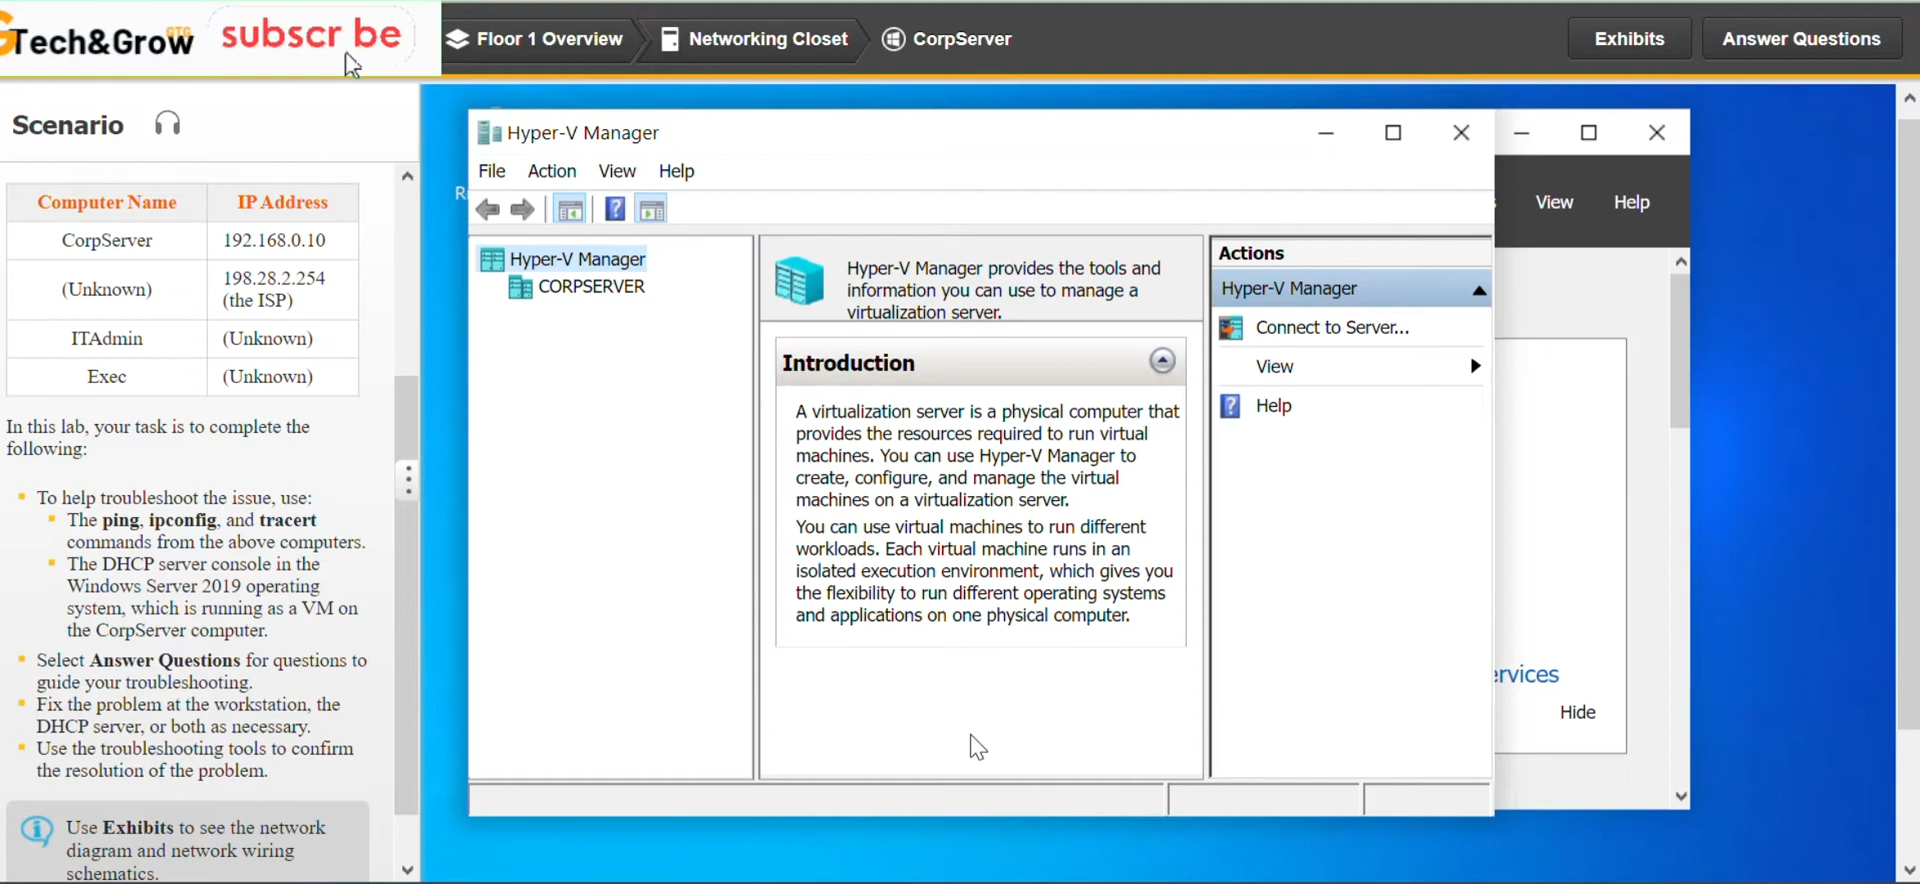 Tech&Grow
GTG
subscr be
Floor 1 Overview
Networking Closet
CorpServer
Exhibits
Answer Questions
Scenario
Computer Name IP Address
CorpServer 192.168.0.10
(Unknown) 198.28.2.254
(the ISP)
ITAdmin (Unknown)
Exec (Unknown)
In this lab, your task is to complete the
following:
To help troubleshoot the issue, use:
The ping, ipconfig, and tracert
commands from the above computers.
The DHCP server console in the
Windows Server 2019 operating
system, which is running as a VM on
the CorpServer computer.
Select Answer Questions for questions to
guide your troubleshooting.
Fix the problem at the workstation, the
DHCP server, or both as necessary.
Use the troubleshooting tools to confirm
the resolution of the problem.
Use Exhibits to see the network
diagram and network wiring
schematics.
Hyper-V Manager
File Action View Help
Hyper-V Manager
CORPSERVER
Hyper-V Manager provides the tools and
information you can use to manage a
virtualization server.
Introduction
A virtualization server is a physical computer that
provides the resources required to run virtual
machines. You can use Hyper-V Manager to
create, configure, and manage the virtual
machines on a virtualization server.
You can use virtual machines to run different
workloads. Each virtual machine runs in an
isolated execution environment, which gives you
the flexibility to run different operating systems
and applications on one physical computer.
Actions
Hyper-V Manager
Connect to Server...
View
Help
View Help
ervices
Hide